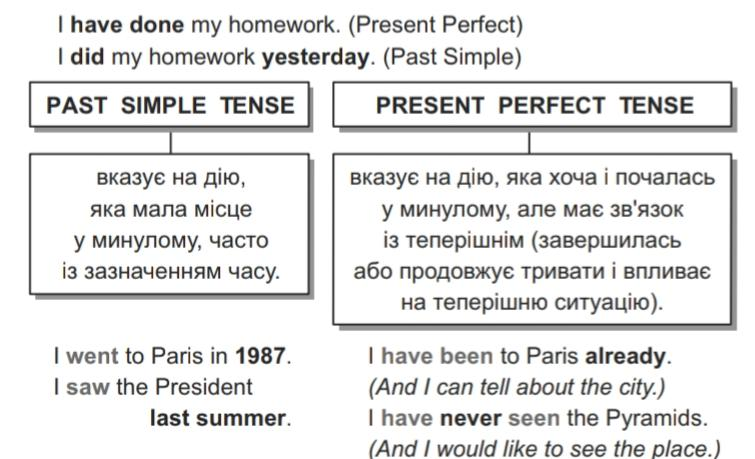 I have done my homework. (Present Perfect)
I did my homework yesterday. (Past Simple)
PAST SIMPLE TENSE
вказує на дію,
яка мала місце
у минулому, часто
із зазначенням часу.
I went to Paris in 1987.
I saw the President
last summer.
PRESENT PERFECT TENSE
вказує на дію, яка хоча і почалась
у минулому, але має зв'язок
із теперішнім (завершилась
або продовжує тривати і впливає
на теперішню ситуацію).
I have been to Paris already.
(And I can tell about the city.)
I have never seen the Pyramids.
(And I would like to see the place.)